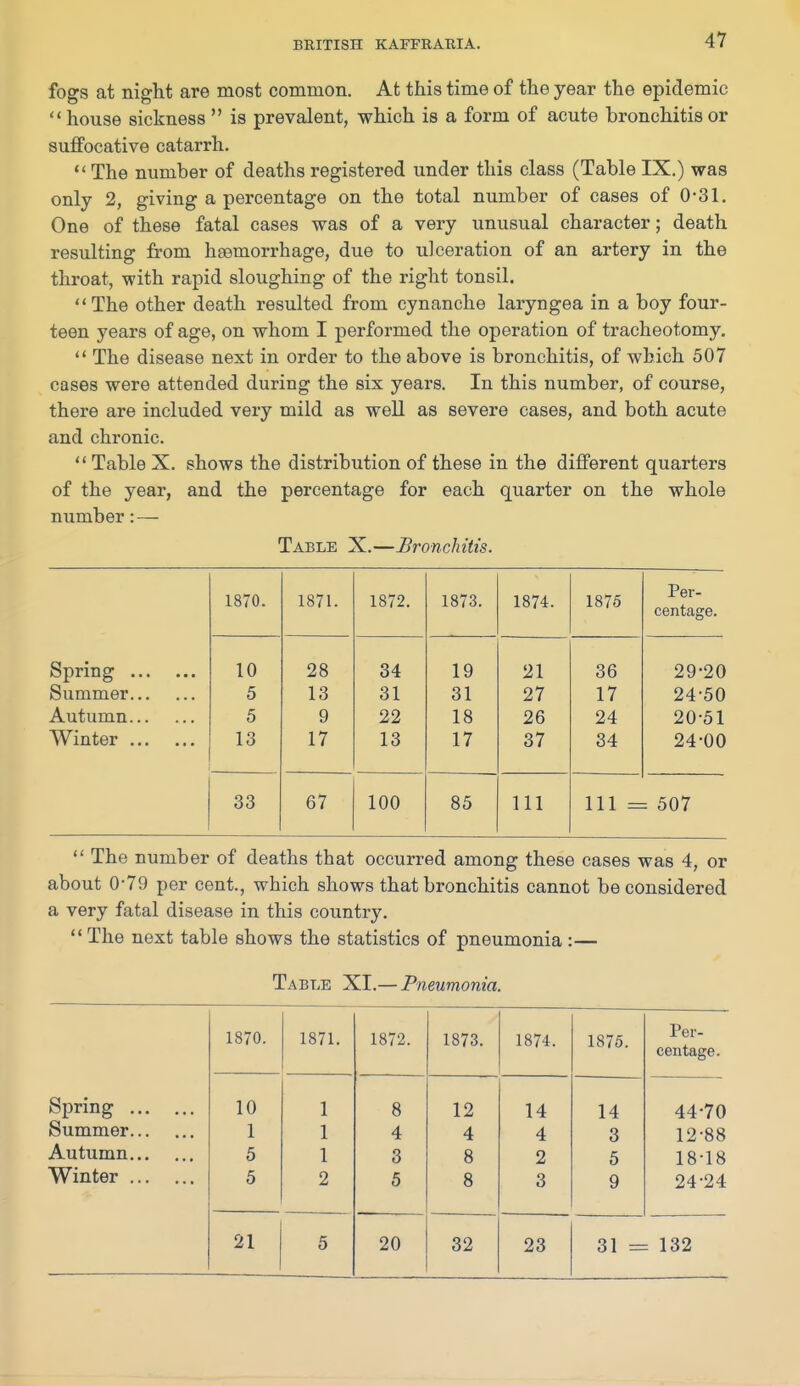 BRITISH KAFFRARIA. 47
fogs at night are most common. At this time of the year the epidemic
“house sickness” is prevalent, which is a form of acute bronchitis or
suffocative catarrh.
“The number of deaths registered under this class (Table IX.) was
only 2, giving a percentage on the total number of cases of 0·31.
One of these fatal cases was of a very unusual character; death
resulting from hæmorrhage, due to ulceration of an artery in the
throat, with rapid sloughing of the right tonsil.
“The other death resulted from cynanche laryngea in a boy four-
teen years of age, on whom I performed the operation of tracheotomy.
“The disease next in order to the above is bronchitis, of which 507
cases were attended during the six years. In this number, of course,
there are included very mild as well as severe cases, and both acute
and chronic.
“Table X. shows the distribution of these in the different quarters
of the year, and the percentage for each quarter on the whole
number:—
TABLE X.—Bronchitis.
1870. 1871. 1872. 1873. 1874. 1875 Per-
centage.
Spring ... ... 10 28 34 19 21 36 29·20
Summer... ... 5 13 31 31 27 17 24·50
Autumn... ... 5 9 22 18 26 24 20·51
Winter ... ... 13 17 13 17 37 34 24·00
33 67 100 85 111 111 = 507
“The number of deaths that occurred among these cases was 4, or
about 0·79 per cent., which shows that bronchitis cannot be considered
a very fatal disease in this country.
“The next table shows the statistics of pneumonia:—
TABLE XI.—Pneumonia.
1870. 1871. 1872. 1873. 1874. 1875. Per-
centage.
Spring ... ... 10 1 8 12 14 14 44·70
Summer... ... 1 1 4 4 4 3 12·88
Autumn... ... 5 1 3 8 2 5 18·18
Winter ... ... 5 2 5 8 3 9 24·24
21 5 20 32 23 31 = 132